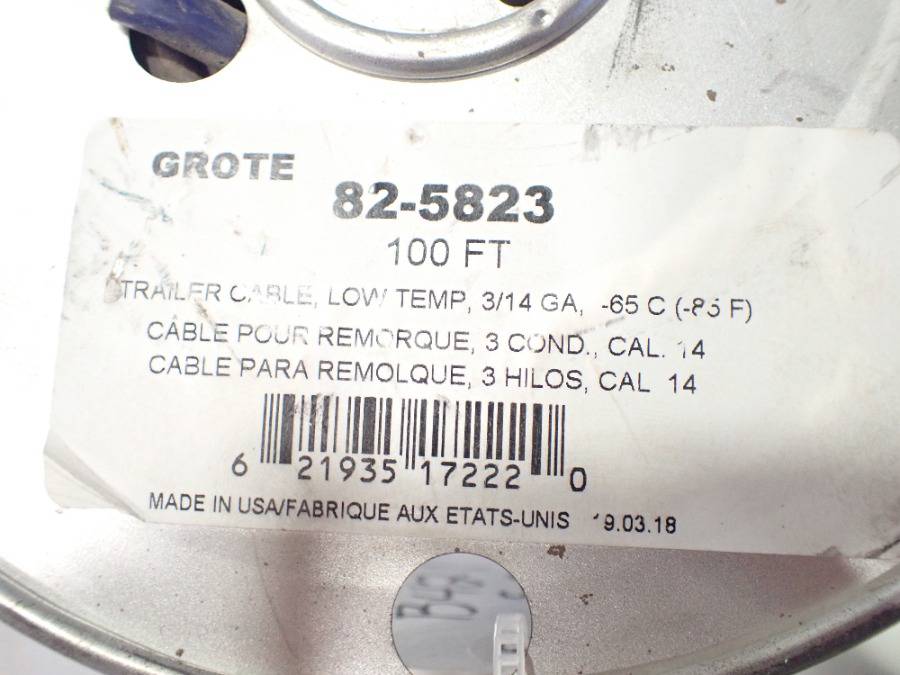 GROTE
82-5823
100 FT
TRAILER CABLE, LOW TEMP, 3/14 GA, -65 C (-85 F)
CÂBLE POUR REMORQUE, 3 COND., CAL. 14
CABLE PARA REMOLQUE, 3 HILOS, CAL 14
6 21935 17222 0
MADE IN USA/FABRIQUE AUX ETATS-UNIS 19.03.18